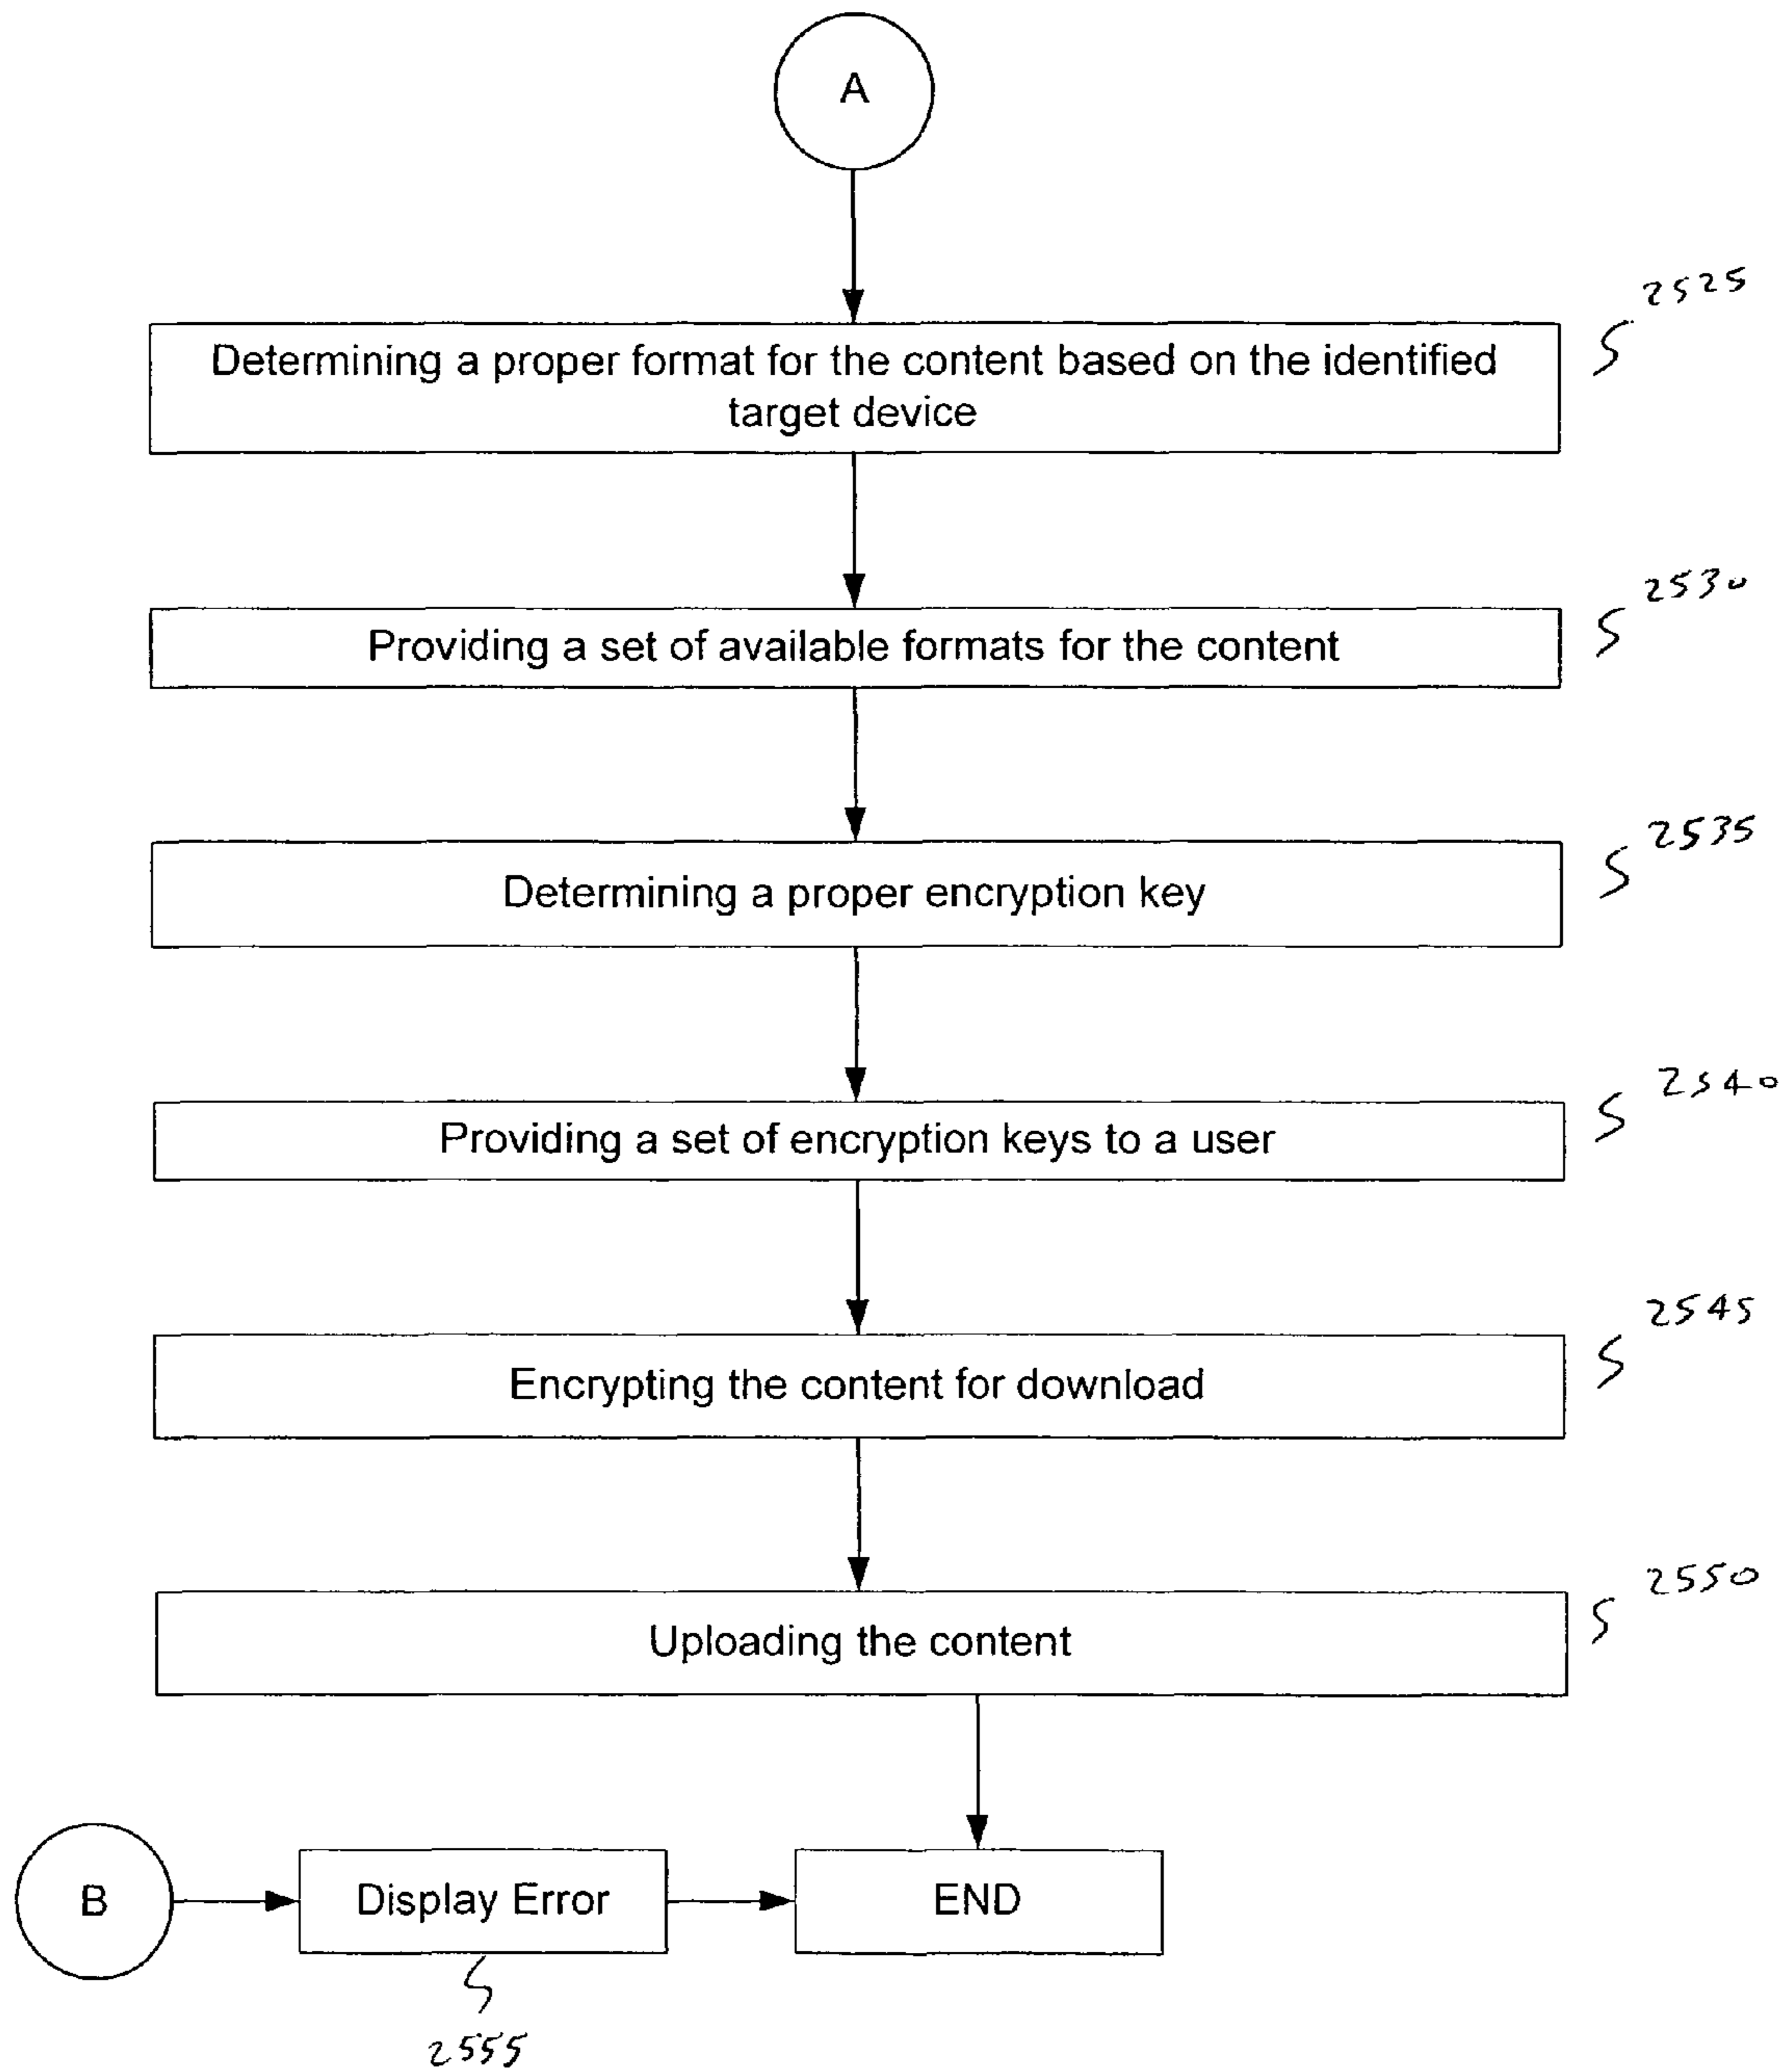 A
2525
Determining a proper format for the content based on the identified
target device
2530
Providing a set of available formats for the content
2535
Determining a proper encryption key
2540
Providing a set of encryption keys to a user
2545
Encrypting the content for download
2550
Uploading the content
B
Display Error
END
2555